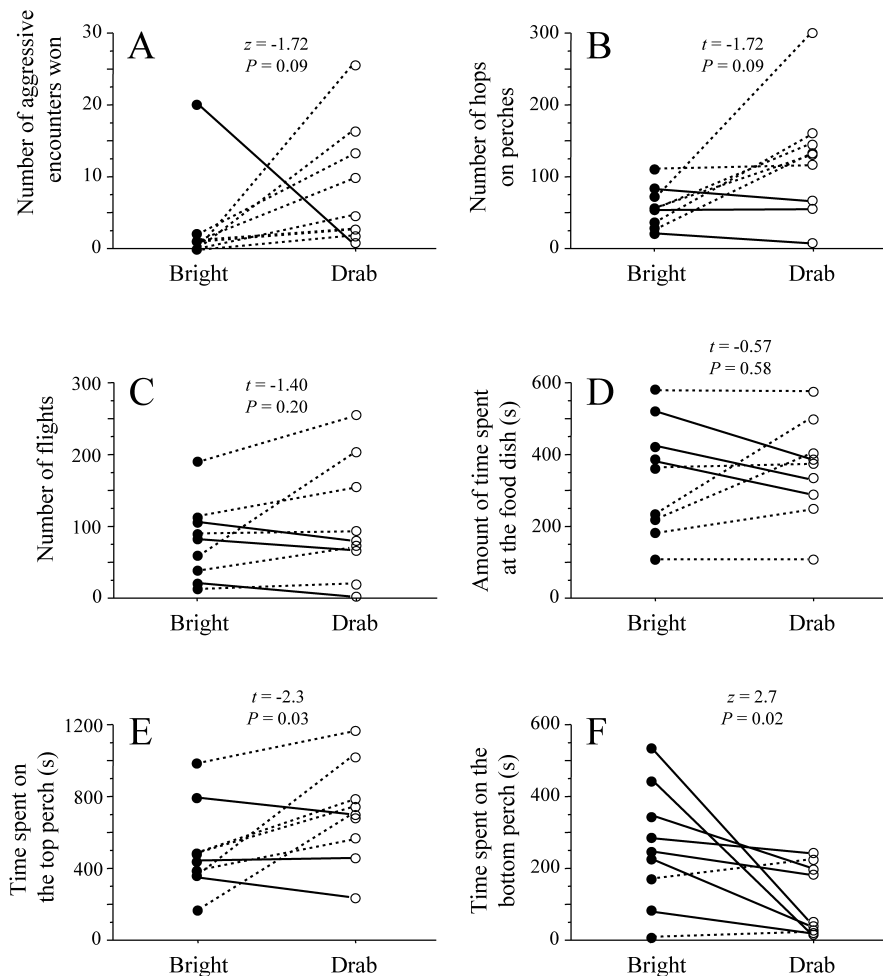 A
z = -1.72
P = 0.09
Number of aggressive
encounters won
30
20
10
0
Bright
Drab
B
t = -1.72
P = 0.09
Number of hops
on perches
300
200
100
0
Bright
Drab
C
t = -1.40
P = 0.20
Number of flights
300
200
100
0
Bright
Drab
D
t = -0.57
P = 0.58
Amount of time spent
at the food dish (s)
600
400
200
0
Bright
Drab
E
t = -2.3
P = 0.03
Time spent on
the top perch (s)
1200
800
400
0
Bright
Drab
F
z = 2.7
P = 0.02
Time spent on the
bottom perch (s)
600
400
200
0
Bright
Drab